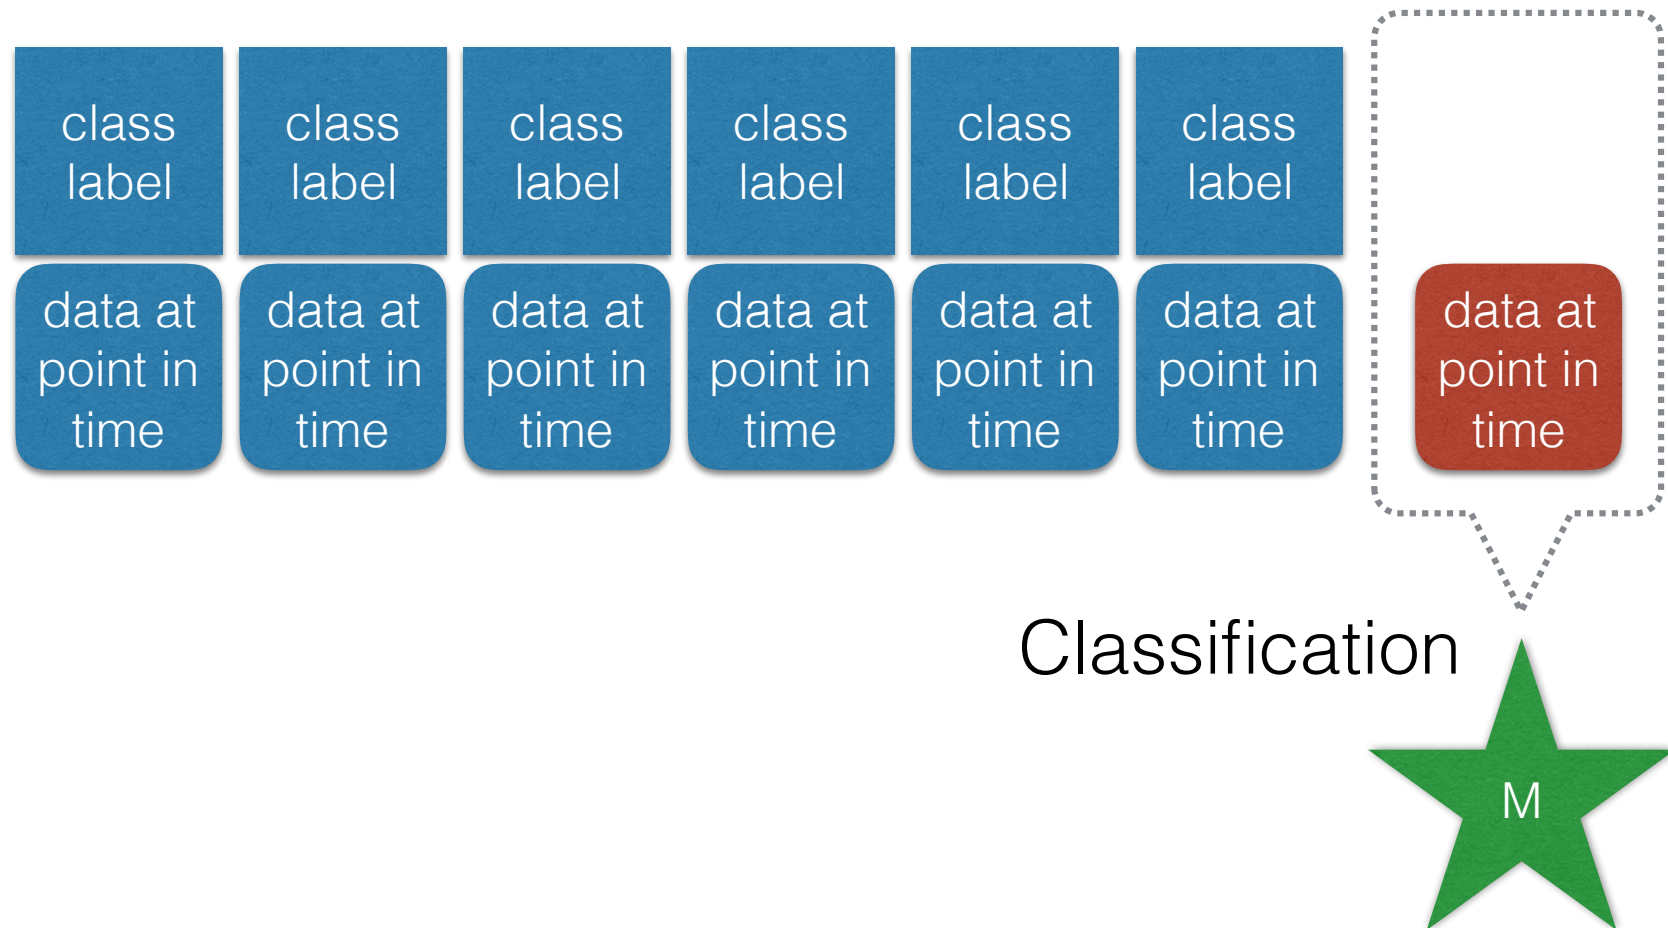 class
label
class
label
class
label
class
label
class
label
class
label
data at
point in
time
data at
point in
time
data at
point in
time
data at
point in
time
data at
point in
time
data at
point in
time
data at
point in
time
Classification
M